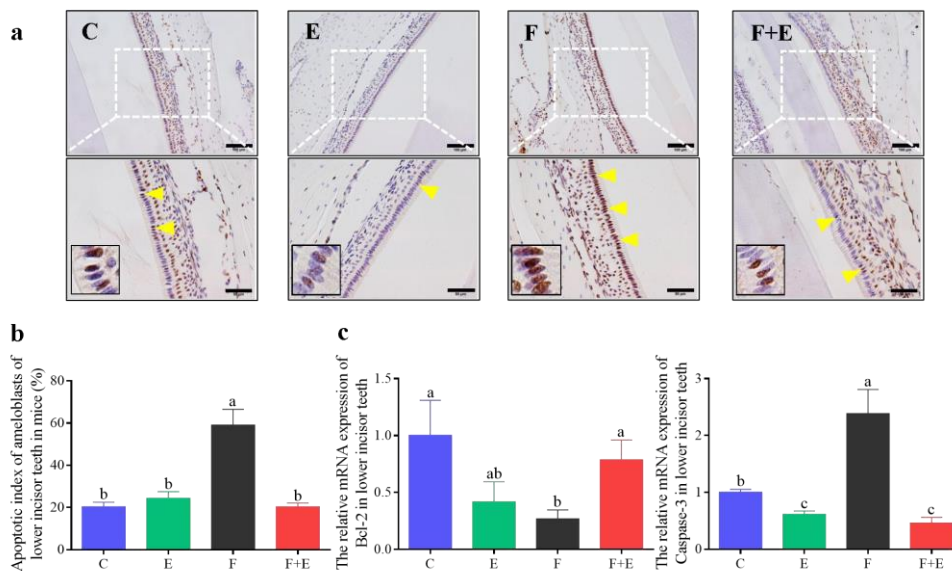 a
C
E
F
F+E
b
Apoptotic index of ameloblasts of
lower incisor teeth in mice (%)
80
60
40
20
0
b
b
a
b
C
E
F
F+E
c
The relative mRNA expression of
Bcl-2 in lower incisor teeth
1.5
1.0
0.5
0.0
a
ab
b
a
C
E
F
F+E
The relative mRNA expression of
Caspase-3 in lower incisor teeth
3
2
1
0
b
c
a
c
C
E
F
F+E